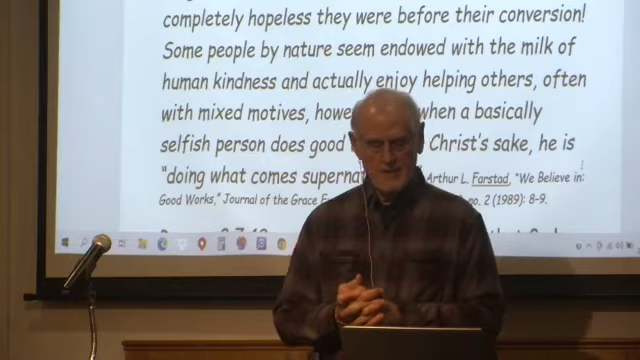 completely hopeless they were before their conversion!
Some people by nature seem endowed with the milk of
human kindness and actually enjoy helping others, often
with mixed motives, howe when a basically
selfish person does good Christ's sake, he is
"doing what comes superna " Arthur L. Farstad, "We Believe in:
Good Works," Journal of the Grace Ev no. 2 (1989): 8-9.